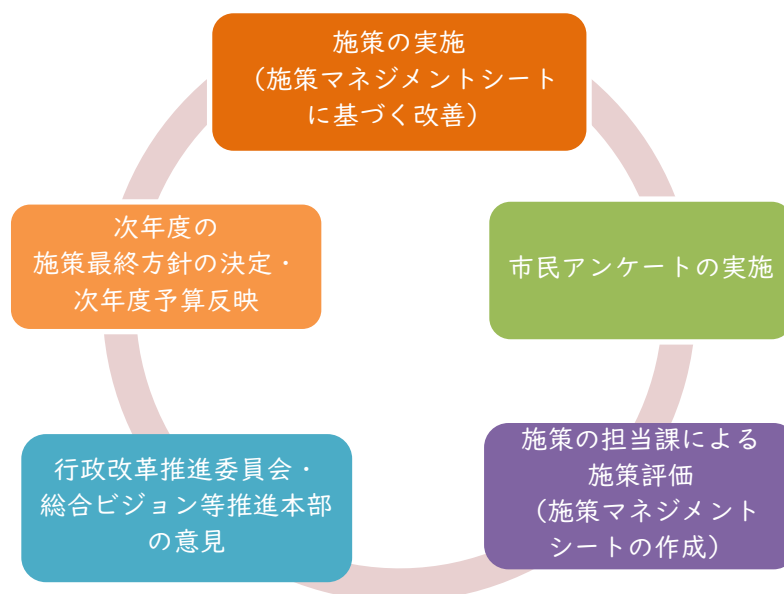 施策の実施
（施策マネジメントシート
に基づく改善）
市民アンケートの実施
施策の担当課による
施策評価
（施策マネジメント
シートの作成）
行政改革推進委員会・
総合ビジョン等推進本部
の意見
次年度の
施策最終方針の決定・
次年度予算反映